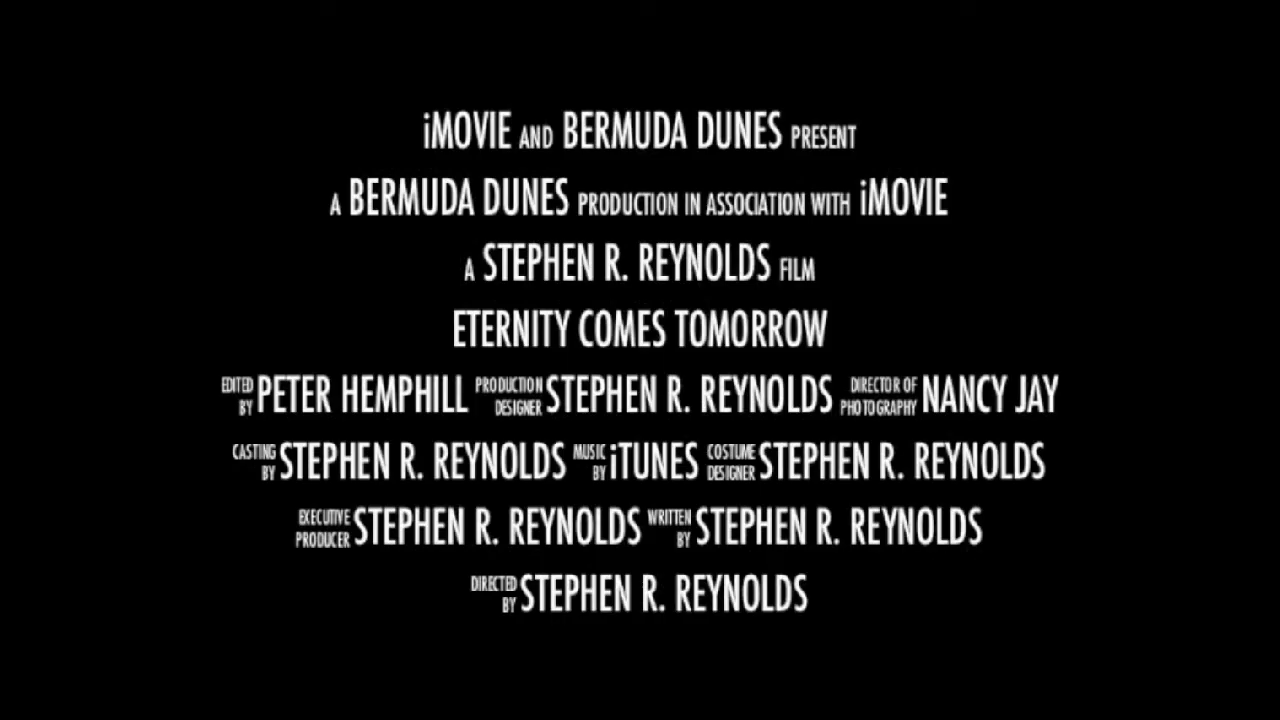 iMOVIE AND BERMUDA DUNES PRESENT
A BERMUDA DUNES PRODUCTION IN ASSOCIATION WITH iMOVIE
A STEPHEN R. REYNOLDS FILM
ETERNITY COMES TOMORROW
EDITED BY PETER HEMPHILL PRODUCTION DESIGNER STEPHEN R. REYNOLDS DIRECTOR OF PHOTOGRAPHY NANCY JAY
CASTING BY STEPHEN R. REYNOLDS MUSIC BY iTUNES COSTUME DESIGNER STEPHEN R. REYNOLDS
EXECUTIVE PRODUCER STEPHEN R. REYNOLDS WRITTEN BY STEPHEN R. REYNOLDS
DIRECTED BY STEPHEN R. REYNOLDS